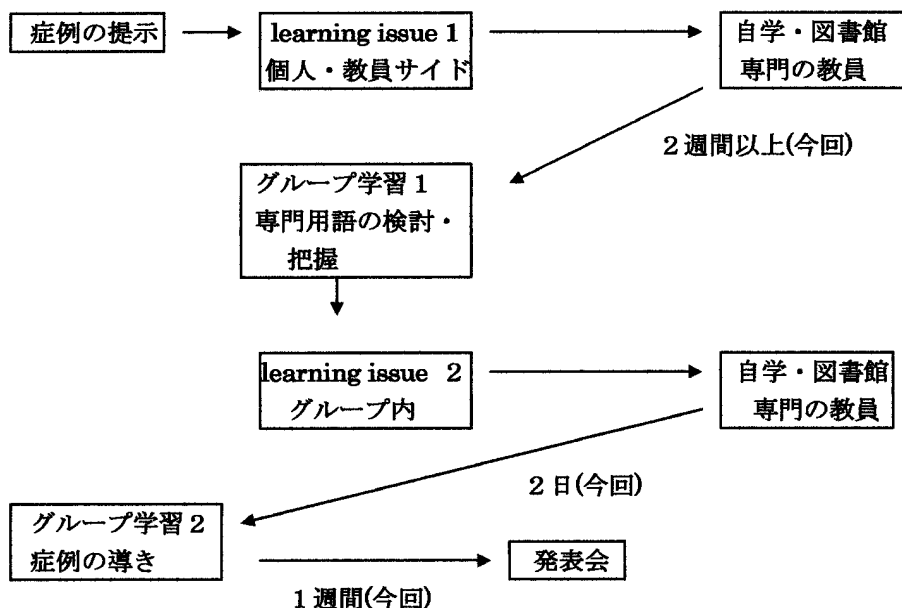 症例の提示
learning issue 1
個人・教員サイド
自学・図書館
専門の教員
2週間以上(今回)
グループ学習1
専門用語の検討・
把握
learning issue 2
グループ内
自学・図書館
専門の教員
2日(今回)
グループ学習2
症例の導き
発表会
1週間(今回)